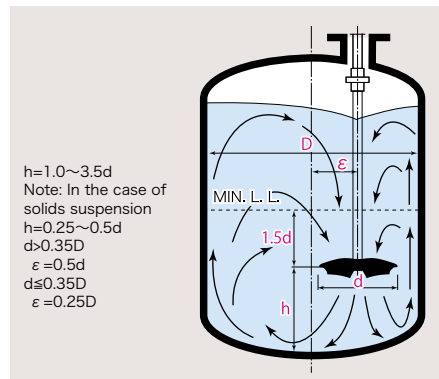 h=1.0～3.5d
Note: In the case of
solids suspension
h=0.25～0.5d
d>0.35D
ε=0.5d
d≦0.35D
ε=0.25D
D
ε
MIN. L. L.
1.5d
d
h